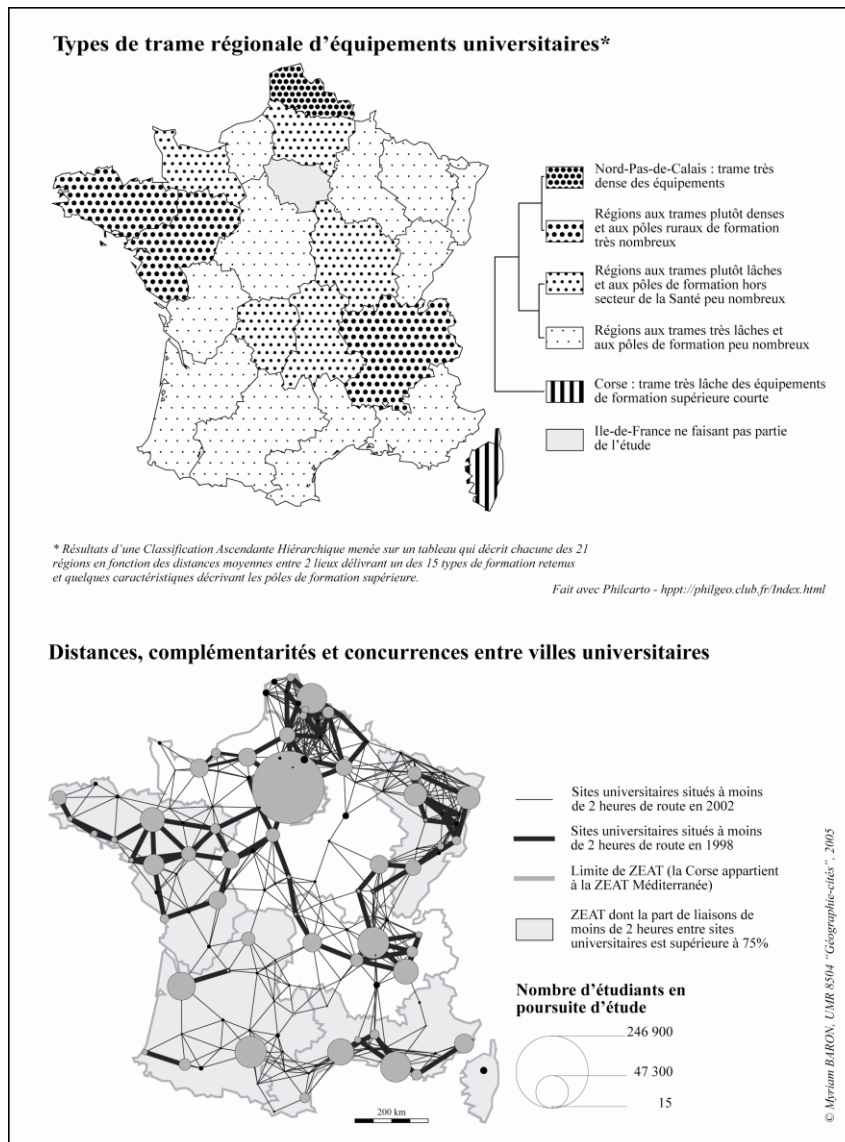 Types de trame régionale d'équipements universitaires*
Nord-Pas-de-Calais : trame très
dense des équipements
Régions aux trames plutôt denses
et aux pôles ruraux de formation
très nombreux
Régions aux trames plutôt lâches
et aux pôles de formation hors
secteur de la Santé peu nombreux
Régions aux trames très lâches et
aux pôles de formation peu nombreux
Corse : trame très lâche des équipements
de formation supérieure courte
Ile-de-France ne faisant pas partie
de l'étude
* Résultats d'une Classification Ascendante Hiérarchique menée sur un tableau qui décrit chacune des 21
régions en fonction des distances moyennes entre 2 lieux délivrant un des 15 types de formation retenus
et quelques caractéristiques décrivant les pôles de formation supérieure.
Fait avec Philcarto - hppt://philgeo.club.fr/Index.html
Distances, complémentarités et concurrences entre villes universitaires
Sites universitaires situés à moins
de 2 heures de route en 2002
Sites universitaires situés à moins
de 2 heures de route en 1998
Limite de ZEAT (la Corse appartient
à la ZEAT Méditerranée)
ZEAT dont la part de liaisons de
moins de 2 heures entre sites
universitaires est supérieure à 75%
Nombre d'étudiants en
poursuite d'étude
246 900
47 300
15
200 km
© Myriam BARON, UMR 8504 "Géographie-cités", 2005